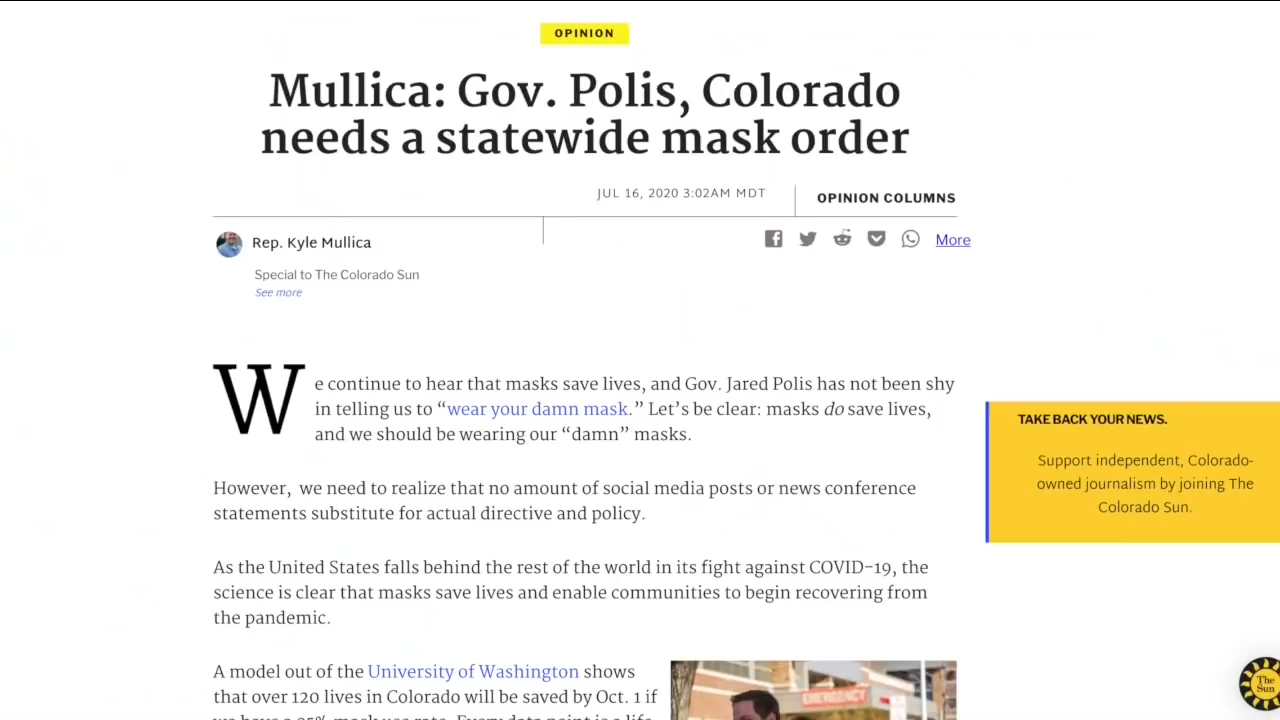 OPINION
Mullica: Gov. Polis, Colorado
needs a statewide mask order
JUL 16, 2020 3:02AM MDT
OPINION COLUMNS
Rep. Kyle Mullica
More
Special to The Colorado Sun
See more
We continue to hear that masks save lives, and Gov. Jared Polis has not been shy
in telling us to “wear your damn mask.” Let’s be clear: masks do save lives,
and we should be wearing our “damn” masks.
TAKE BACK YOUR NEWS.
Support independent, Colorado-
owned journalism by joining The
Colorado Sun.
However, we need to realize that no amount of social media posts or news conference
statements substitute for actual directive and policy.
As the United States falls behind the rest of the world in its fight against COVID-19, the
science is clear that masks save lives and enable communities to begin recovering from
the pandemic.
A model out of the University of Washington shows
that over 120 lives in Colorado will be saved by Oct. 1 if
EMERGENCY
The
Sun